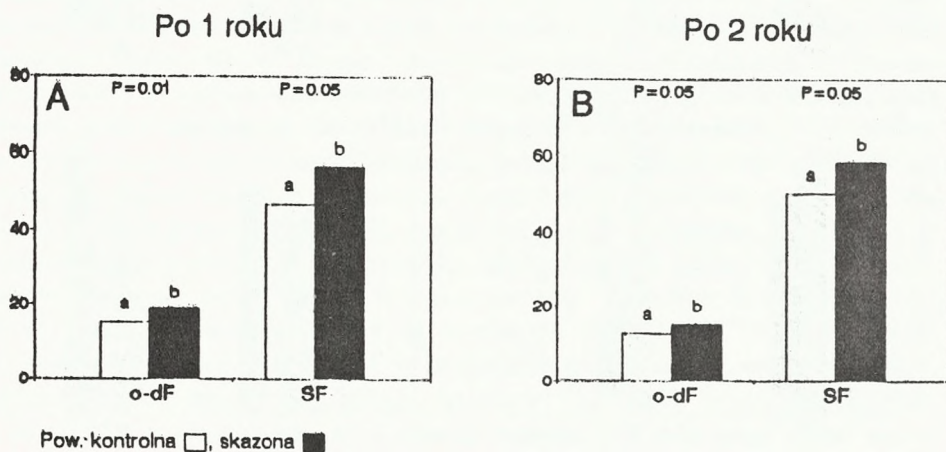 Po 1 roku
Po 2 roku
80
A
P=0.01
P=0.05
60
40
20
0
a
b
a
b
o-dF
SF
80
B
P=0.05
P=0.05
60
40
20
0
a
b
a
b
o-dF
SF
Pow. kontrolna , skazona